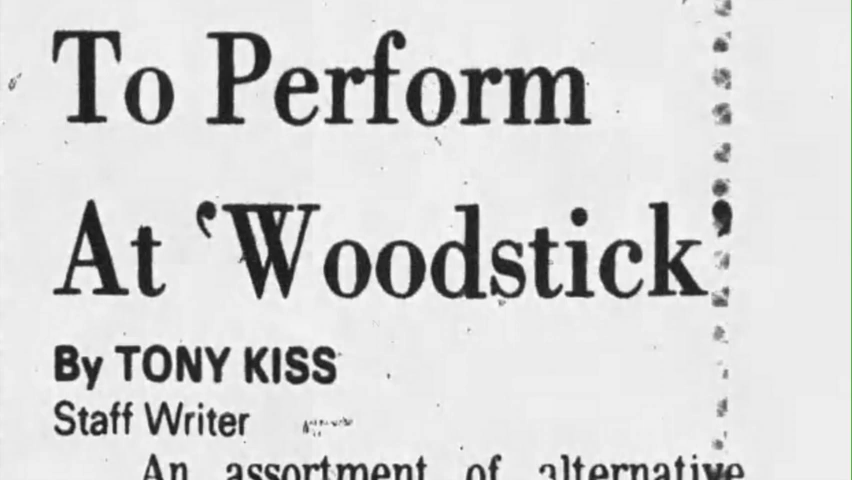 To Perform
At ‘Woodstick’
By TONY KISS
Staff Writer
An assortment of alternative